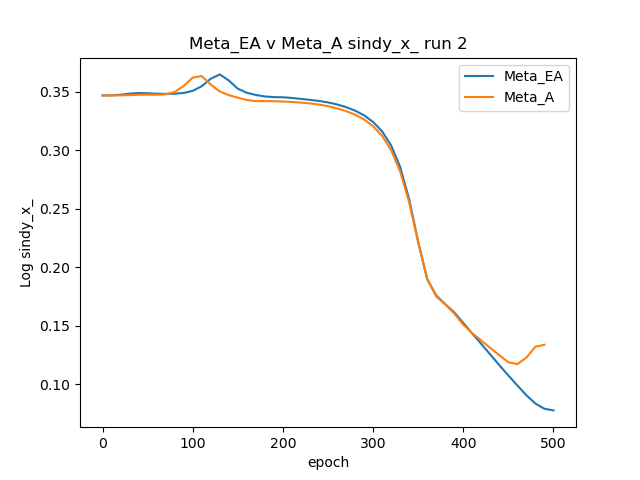 Meta_EA v Meta_A sindy_x_ run 2
Meta_EA
Meta_A
Log sindy_x_
0.35
0.30
0.25
0.20
0.15
0.10
0 100 200 300 400 500
epoch